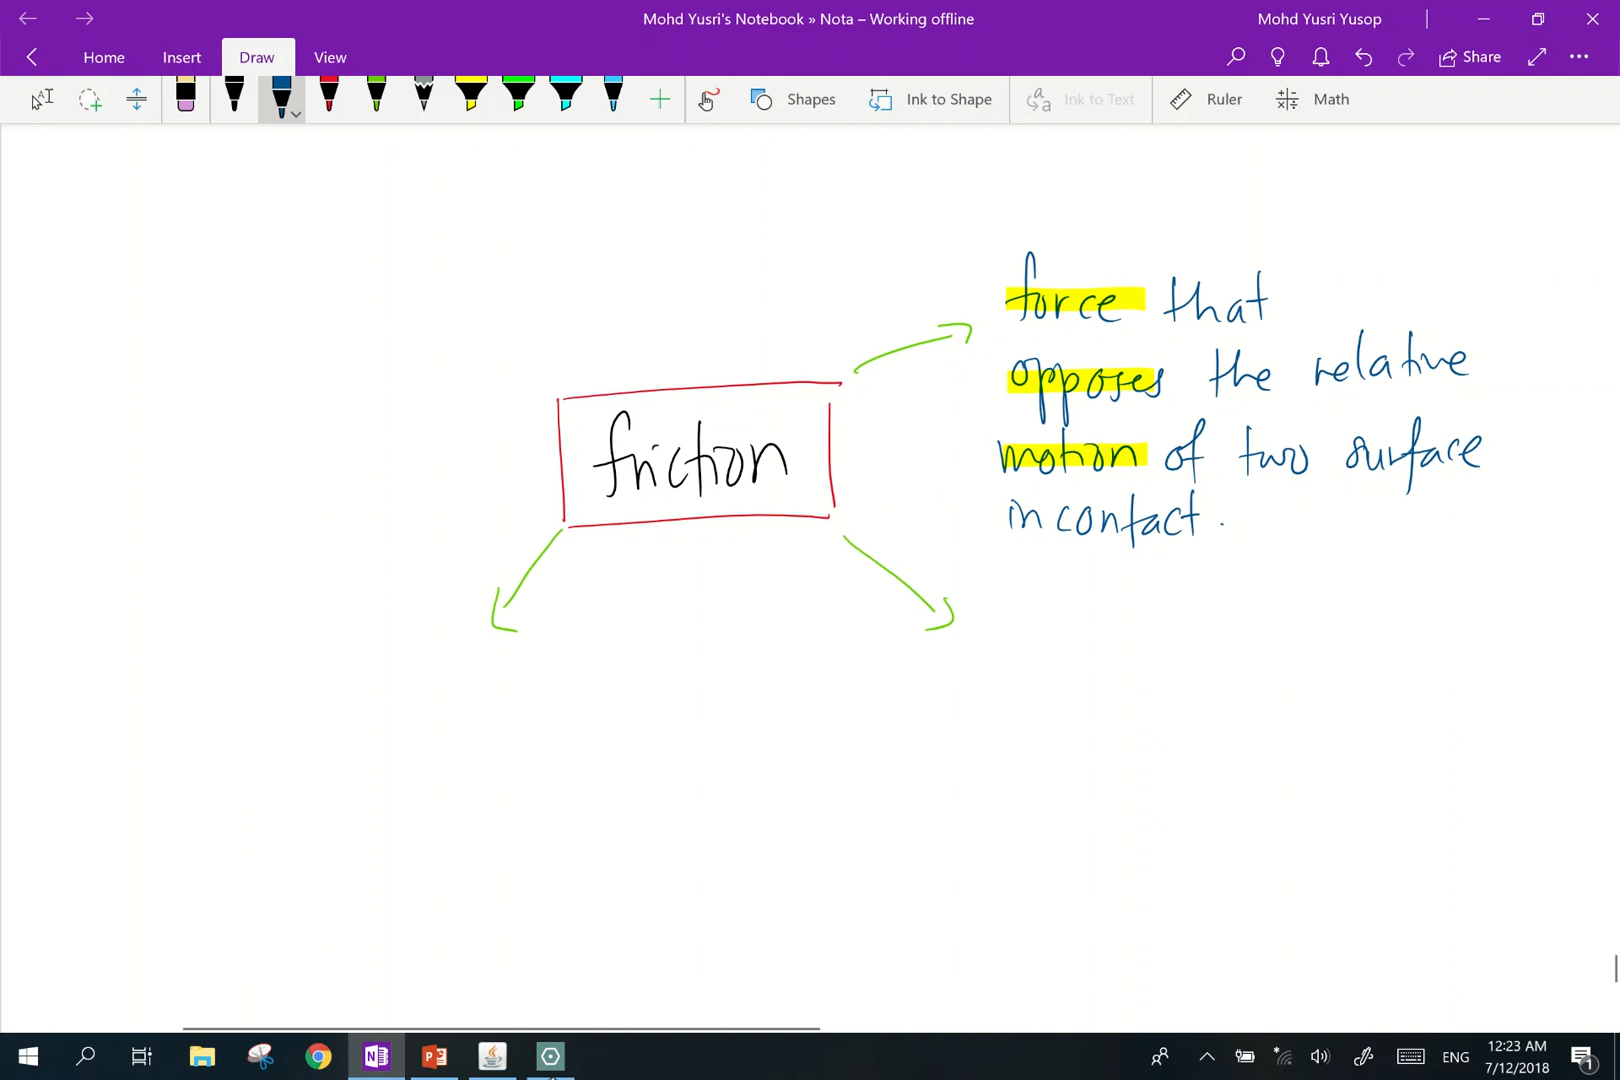 Mohd Yusri's Notebook » Nota – Working offline
Mohd Yusri Yusop
Home
Insert
Draw
View
Share
Shapes
Ink to Shape
Ink to Text
Ruler
Math
force that
opposes the relative
motion of two surface
in contact.
friction
ENG
12:23 AM
7/12/2018
1